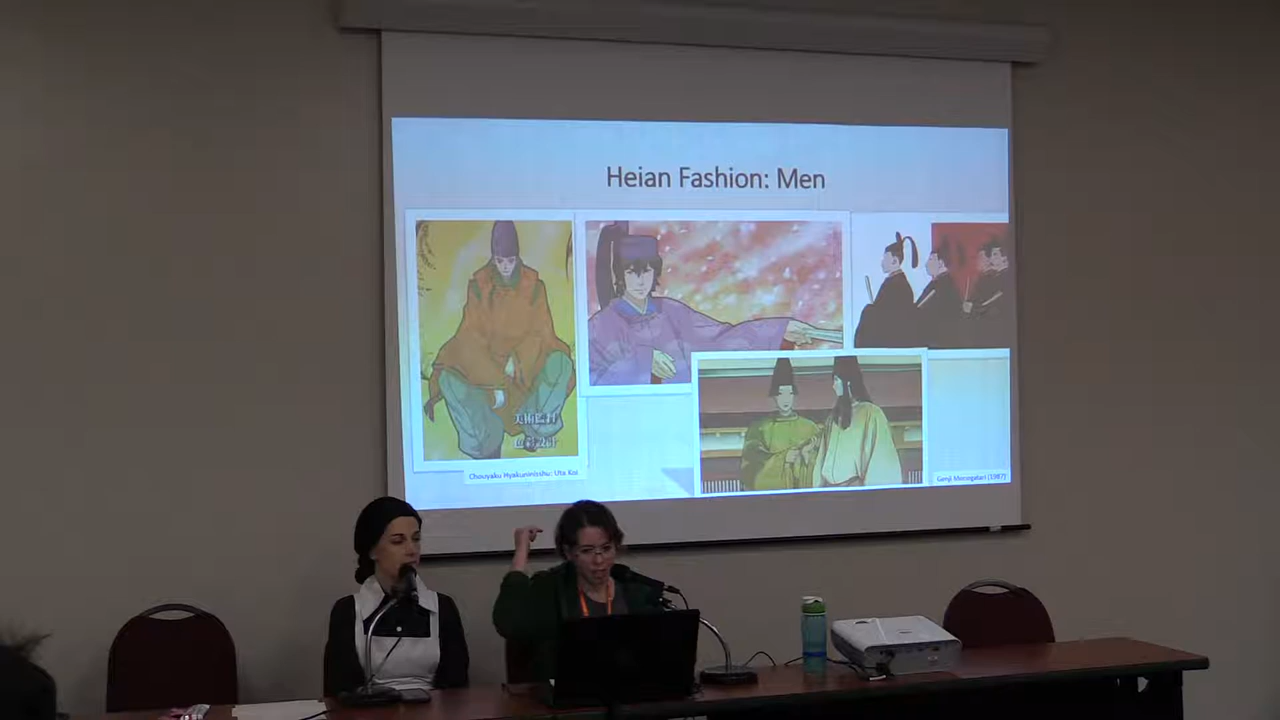 Heian Fashion: Men
Chouyaku Hyakuninisshu: Uta Koi
Genji Monogatari (1987)